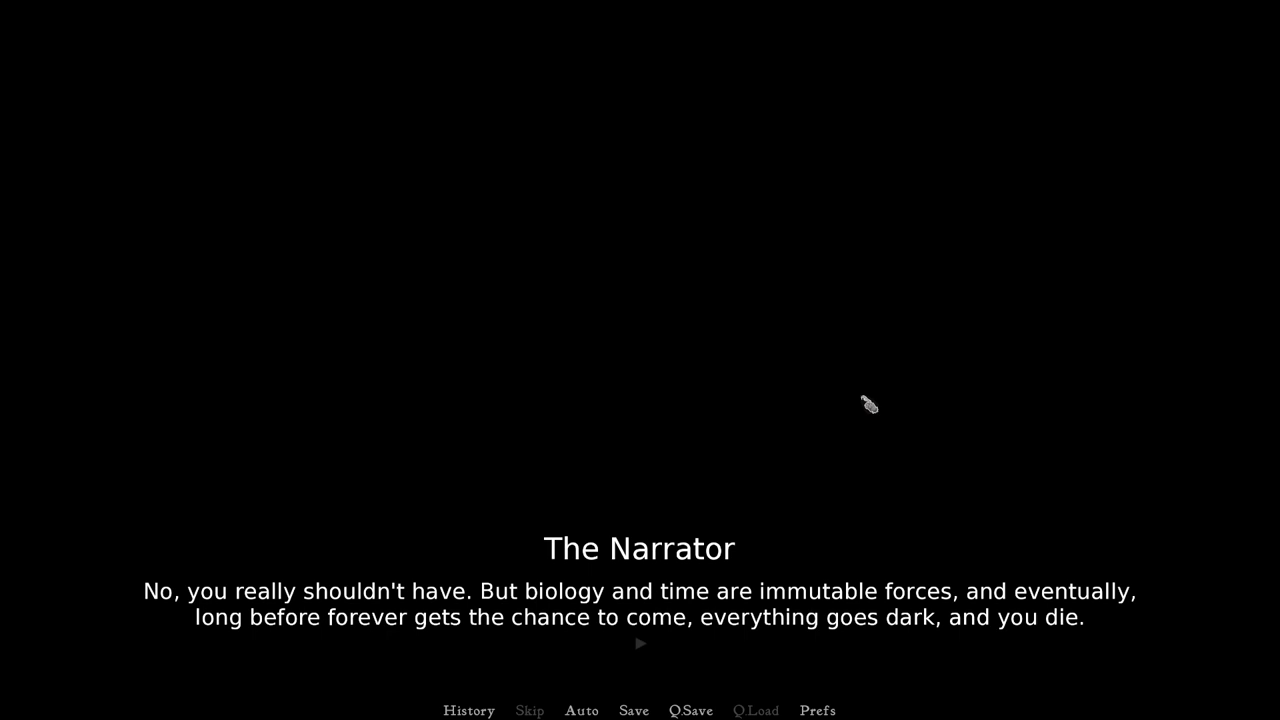 The Narrator
No, you really shouldn't have. But biology and time are immutable forces, and eventually,
long before forever gets the chance to come, everything goes dark, and you die.
History Skip Auto Save Q.Save Q.Load Prefs